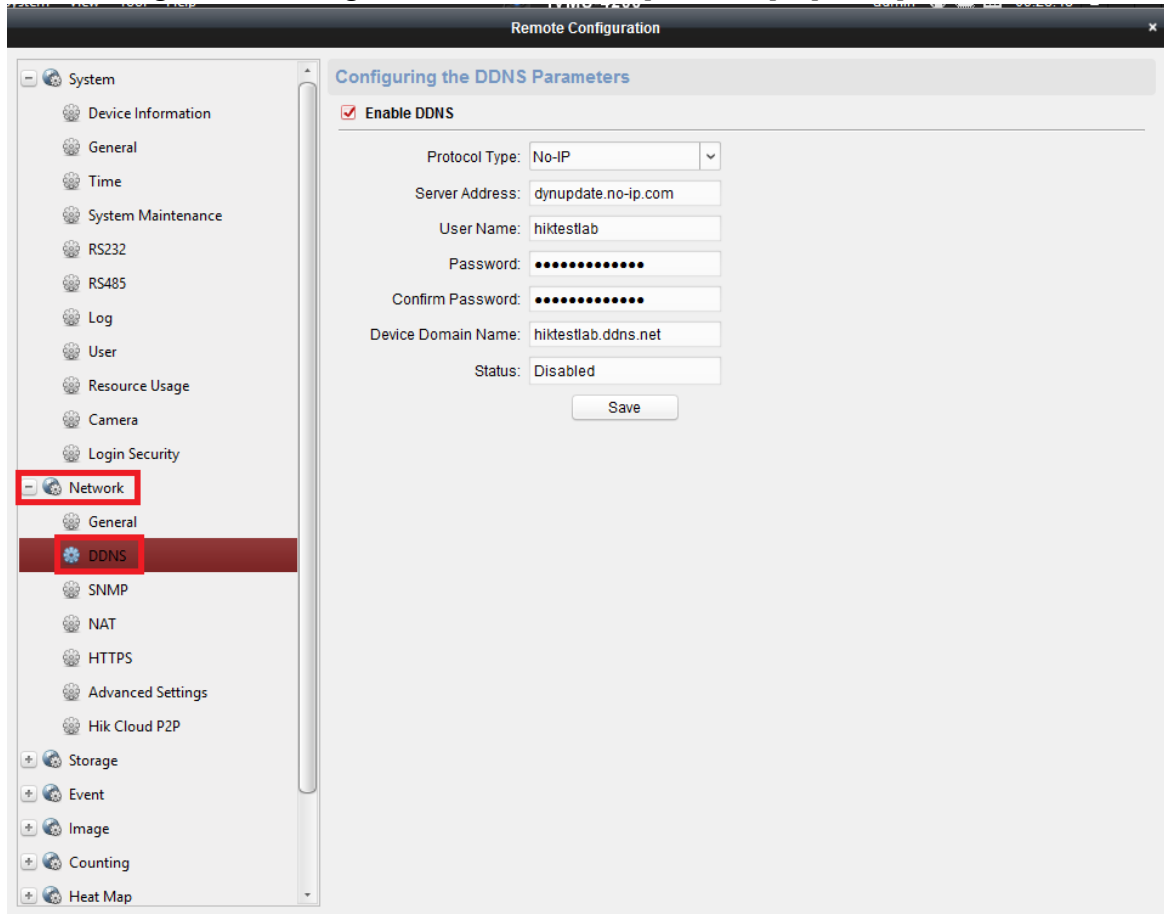 Remote Configuration
System
Device Information
General
Time
System Maintenance
RS232
RS485
Log
User
Resource Usage
Camera
Login Security
Network
General
DDNS
SNMP
NAT
HTTPS
Advanced Settings
Hik Cloud P2P
Storage
Event
Image
Counting
Heat Map
Configuring the DDNS Parameters
Enable DDNS
Protocol Type: No-IP
Server Address: dynupdate.no-ip.com
User Name: hiktestlab
Password: •••••••••••••
Confirm Password: •••••••••••••
Device Domain Name: hiktestlab.ddns.net
Status: Disabled
Save